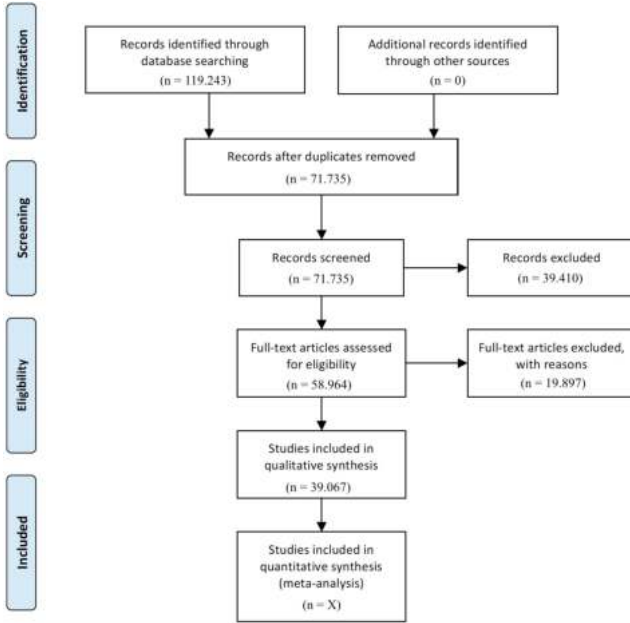 Identification
Records identified through
database searching
(n = 119.243)
Additional records identified
through other sources
(n = 0)
Records after duplicates removed
(n = 71.735)
Screening
Records screened
(n = 71.735)
Records excluded
(n = 39.410)
Eligibility
Full-text articles assessed
for eligibility
(n = 58.964)
Full-text articles excluded,
with reasons
(n = 19.897)
Studies included in
qualitative synthesis
(n = 39.067)
Included
Studies included in
quantitative synthesis
(meta-analysis)
(n = X)